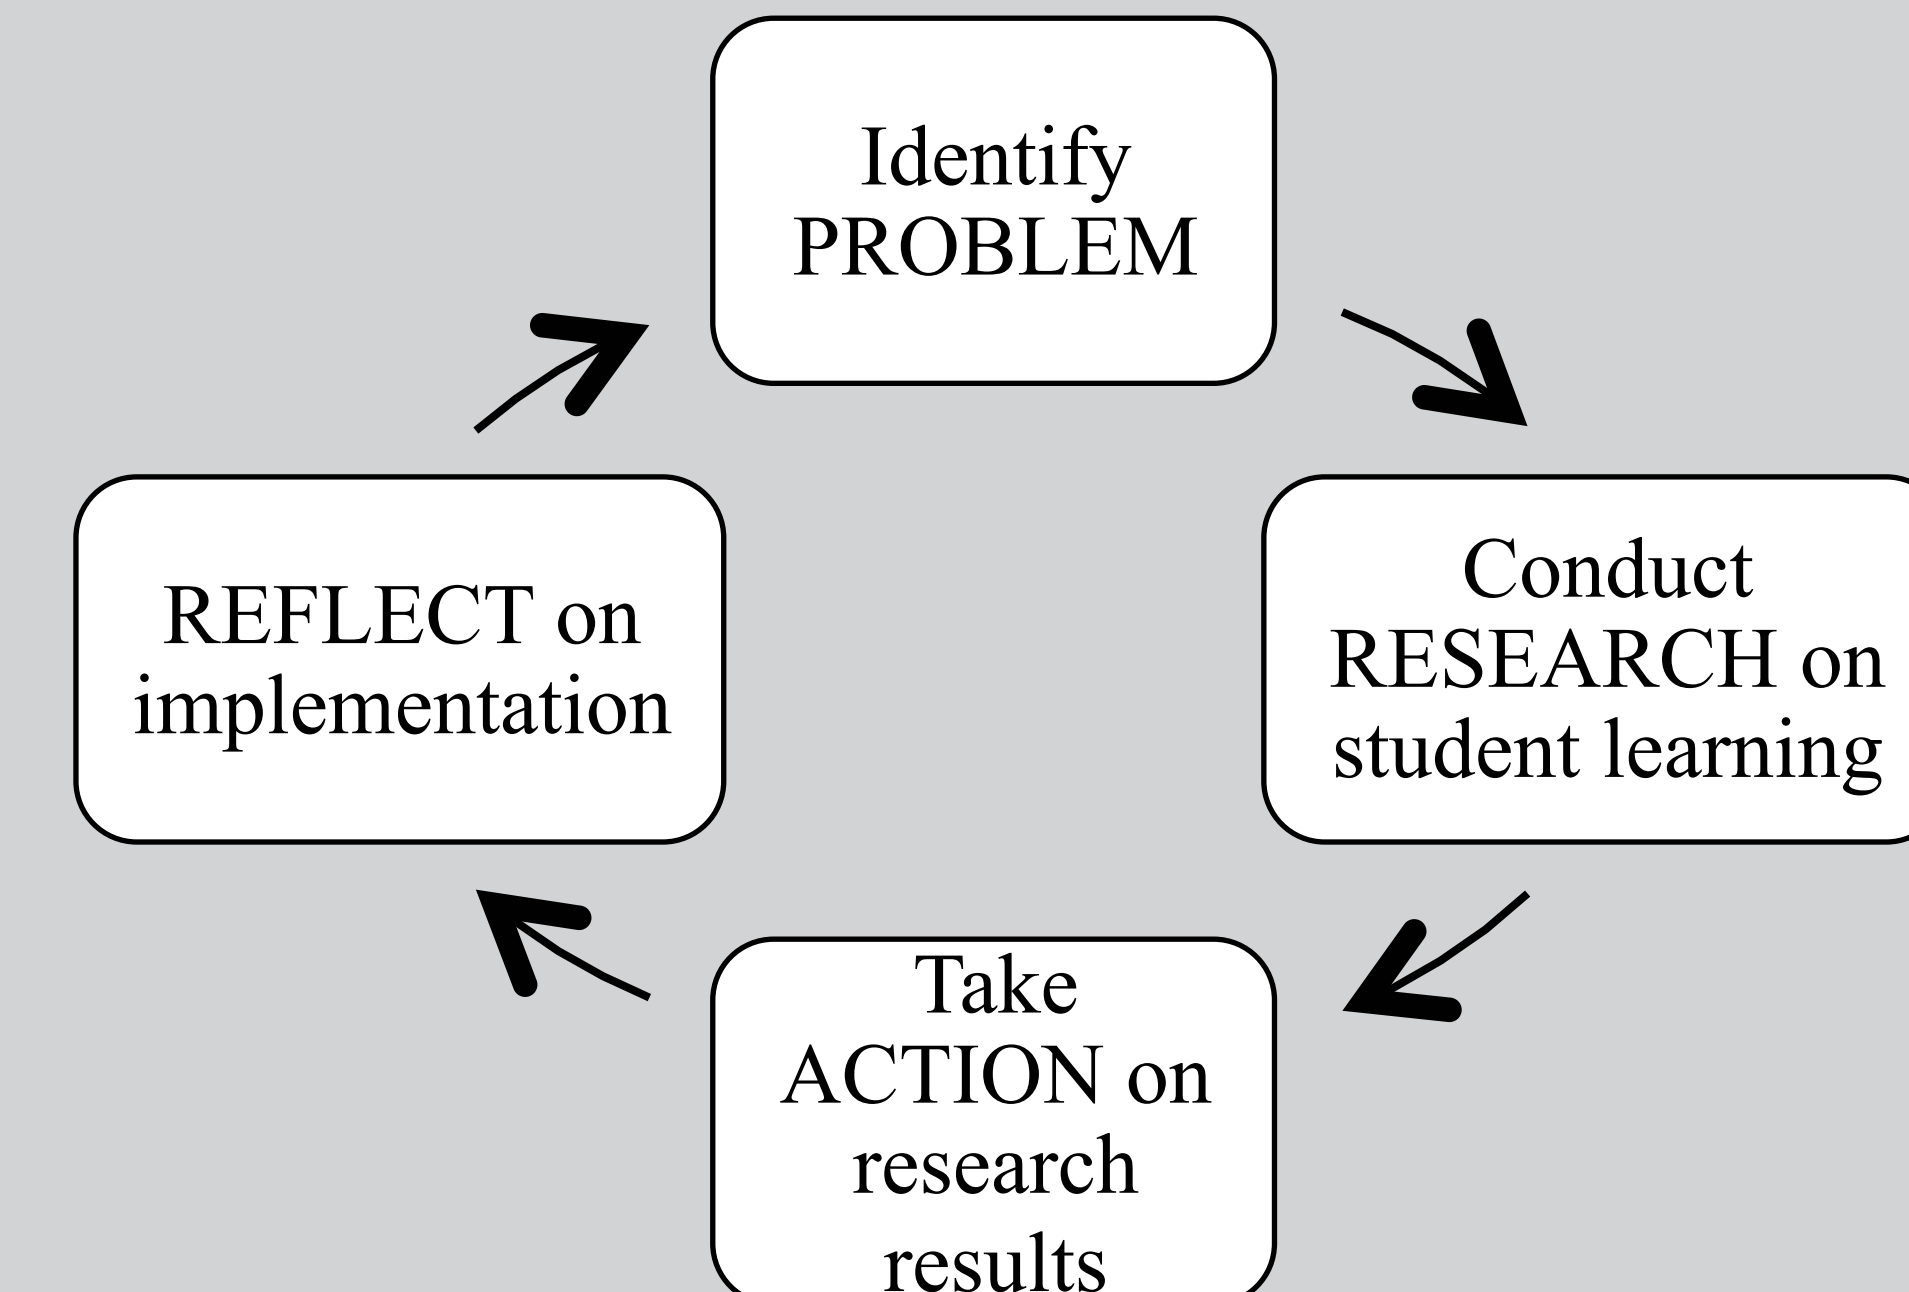 Identify
PROBLEM
Conduct
RESEARCH on
student learning
Take
ACTION on
research
results
REFLECT on
implementation